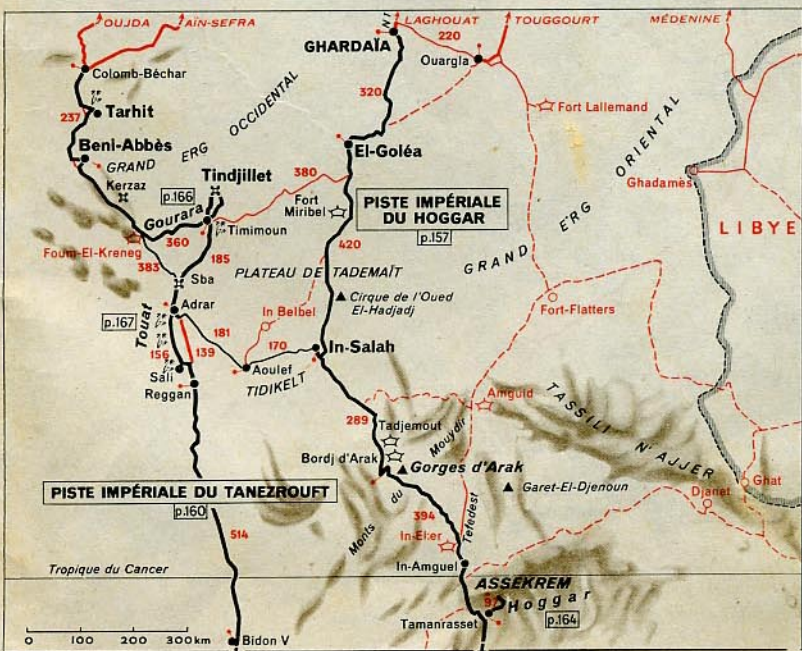 OUJDA
AÏN-SEFRA
N1
LAGHOUAT
TOUGGOURT
MÉDENINE
GHARDAÏA
220
Ouargla
Colomb-Béchar
320
Tarhit
237
Fort Lallemand
GRAND ERG OCCIDENTAL
Beni-Abbès
El-Goléa
GRAND ERG ORIENTAL
Kerzaz
Tindjillet
380
Ghadamès
p.166
Fort
Miribel
PISTE IMPÉRIALE
DU HOGGAR
p.157
LIBYE
Gourara
Timimoun
360
Foum-El-Kreneg
185
420
383
PLATEAU DE TADEMAÏT
Sba
Cirque de l'Oued
El-Hadjadj
Fort-Flatters
Adrar
In Belbel
p.167
Touat
181
170
In-Salah
156
139
Sali
Aoulef
TIDIKELT
Reggan
Amguid
289
TASSILI N'AJJER
Tadjemout
Mouydir
Bordj d'Arak
Gorges d'Arak
Garet-El-Djenoun
Ghat
Djanet
PISTE IMPÉRIALE DU TANEZROUFT
p.160
Monts du
394
Tefedest
514
In-Eker
In-Amguel
Tropique du Cancer
ASSEKREM
97
Hoggar
p.164
Tamanrasset
0 100 200 300km
Bidon V